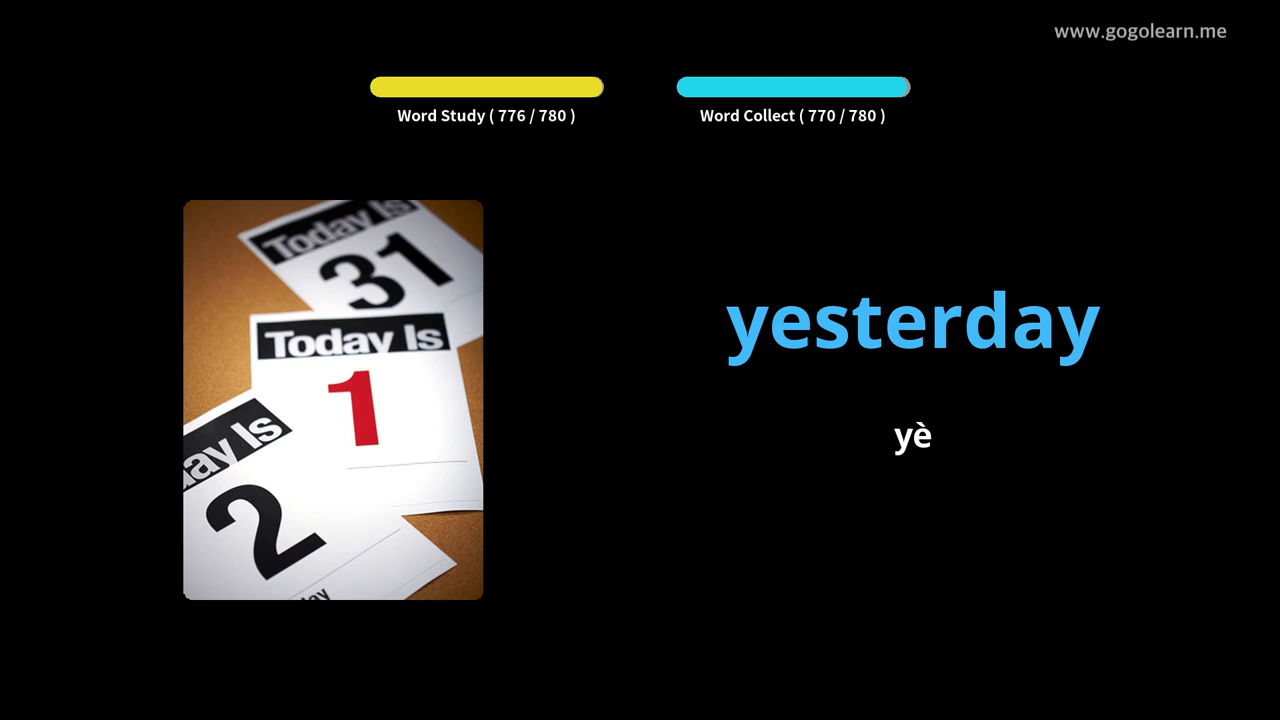 www.gogolearn.me
Word Study ( 776 / 780 )
Word Collect ( 770 / 780 )
Today Is
31
Today Is
1
ay Is
2
yesterday
yè